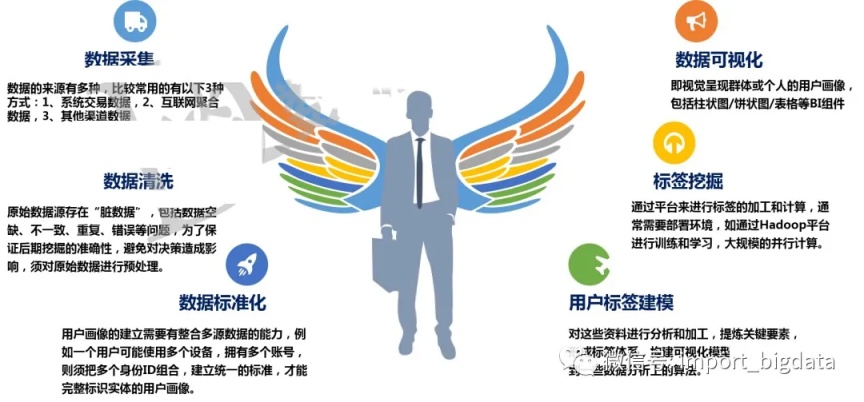 数据采集
数据的来源有多种，比较常用的有以下3种
方式：1、系统交易数据，2、互联网聚合
数据，3、其他渠道数据
数据清洗
原始数据源存在“脏数据”，包括数据空
缺、不一致、重复、错误等问题，为了保
证后期挖掘的准确性，避免对决策造成影
响，须对原始数据进行预处理。
数据标准化
用户画像的建立需要有整合多源数据的能力，例
如一个用户可能使用多个设备，拥有多个账号，
则须把多个身份ID组合，建立统一的标准，才能
完整标识实体的用户画像。
数据可视化
即视觉呈现群体或个人的用户画像，
包括柱状图/饼状图/表格等BI组件
标签挖掘
通过平台来进行标签的加工和计算，通
常需要部署环境，如通过Hadoop平台
进行训练和学习，大规模的并行计算。
用户标签建模
对这些资料进行分析和加工，提炼关键要素，
标签体系，构建可视化模型
数据分析上的算法。
微信号: import_bigdata